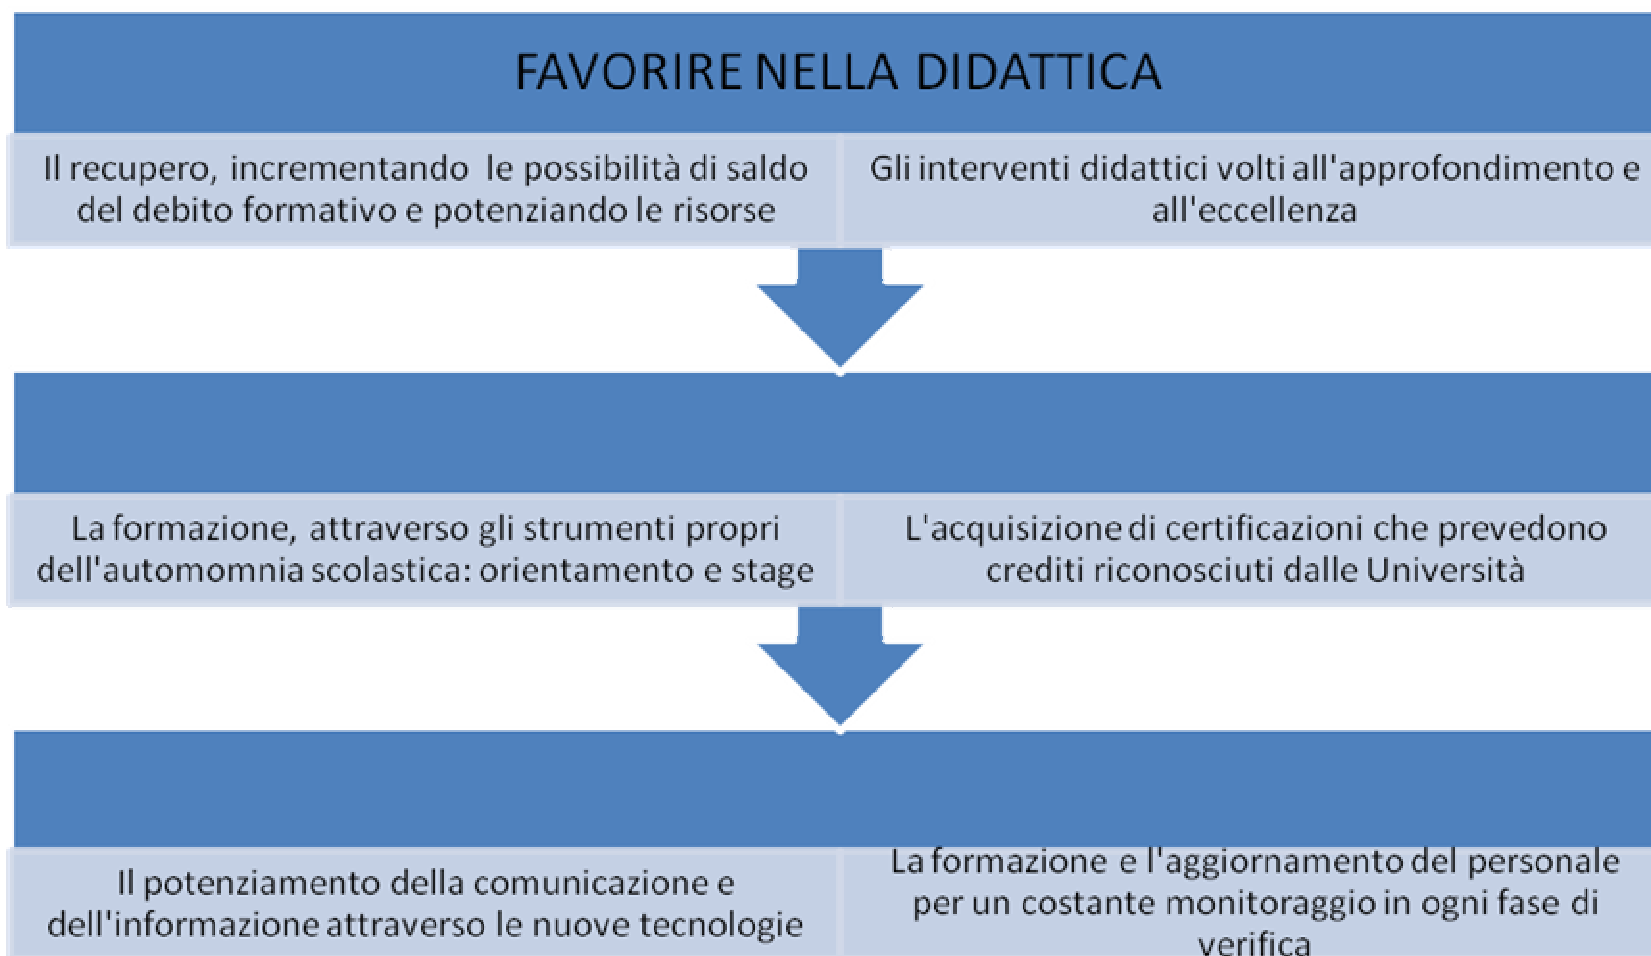 FAVORIRE NELLA DIDATTICA
Il recupero, incrementando le possibilità di saldo
del debito formativo e potenziando le risorse
Gli interventi didattici volti all'approfondimento e
all'eccellenza
La formazione, attraverso gli strumenti propri
dell'automomnia scolastica: orientamento e stage
L'acquisizione di certificazioni che prevedono
crediti riconosciuti dalle Università
Il potenziamento della comunicazione e
dell'informazione attraverso le nuove tecnologie
La formazione e l'aggiornamento del personale
per un costante monitoraggio in ogni fase di
verifica